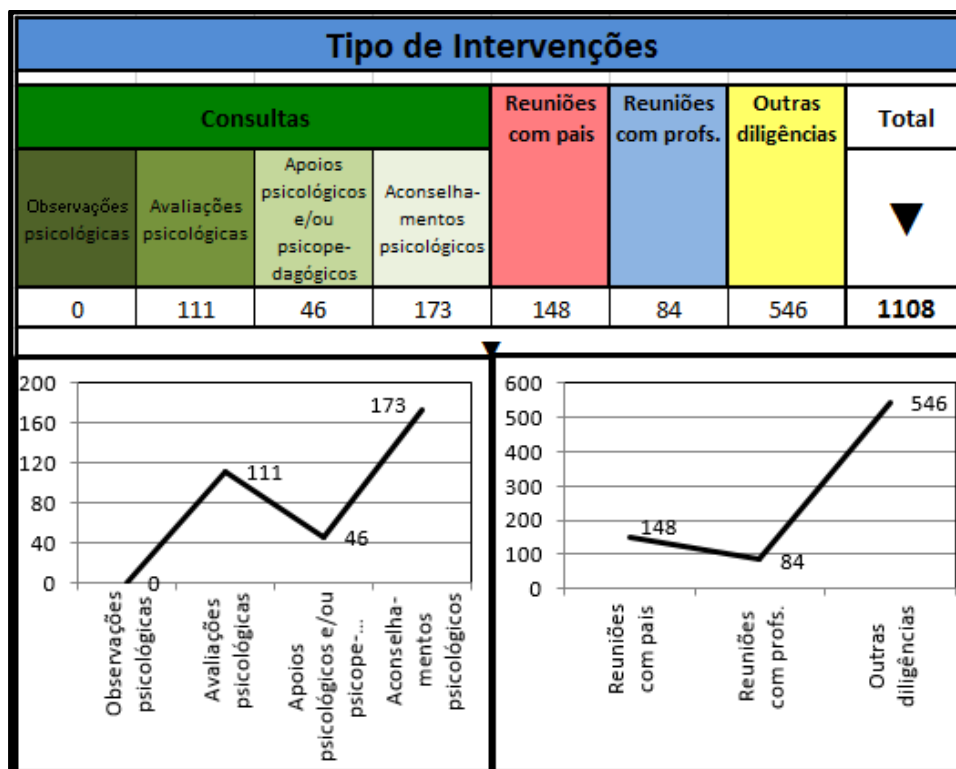 Tipo de Intervenções
Consultas
Reuniões
com pais
Reuniões
com profs.
Outras
diligências
Total
Observações
psicológicas
Avaliações
psicológicas
Apoios
psicológicos
e/ou
psicope-
dagógicos
Aconselha-
mentos
psicológicos
▼
0 111 46 173 148 84 546 1108
▼
200
160
120
80
40
0
0
111
46
173
Observações
psicológicas
Avaliações
psicológicas
Apoios
psicológicos e/ou
psicope-...
Aconselha-
mentos
psicológicos
600
500
400
300
200
100
0
148
84
546
Reuniões
com pais
Reuniões
com profs.
Outras
diligências